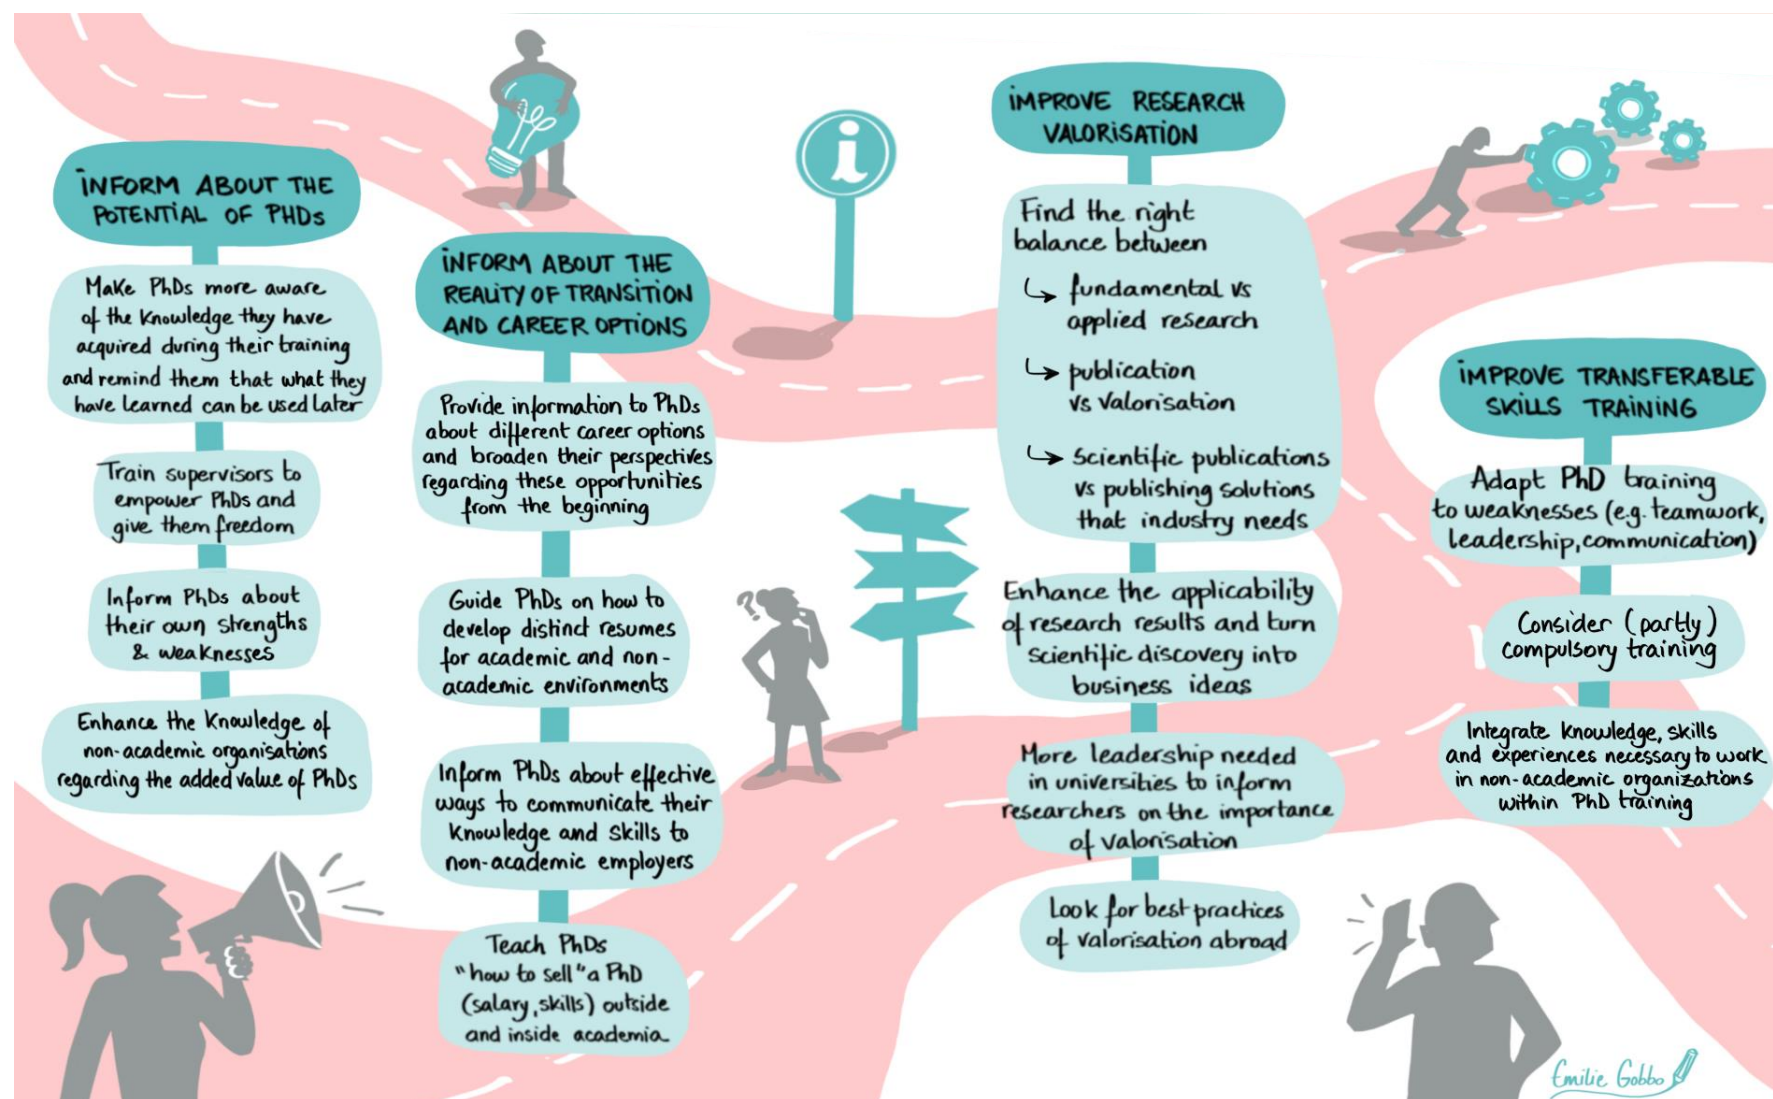 INFORM ABOUT THE
POTENTIAL OF PHDs
Make PhDs more aware
of the knowledge they have
acquired during their training
and remind them that what they
have learned can be used later
Train supervisors to
empower PhDs and
give them freedom
Inform PhDs about
their own strengths
& weaknesses
Enhance the knowledge of
non-academic organisations
regarding the added value of PhDs
INFORM ABOUT THE
REALITY OF TRANSITION
AND CAREER OPTIONS
Provide information to PhDs
about different career options
and broaden their perspectives
regarding these opportunities
from the beginning
Guide PhDs on how to
develop distinct resumes
for academic and non-
academic environments
Inform PhDs about effective
ways to communicate their
knowledge and skills to
non-academic employers
Teach PhDs
"how to sell" a PhD
(salary, skills) outside
and inside academia
i
?
IMPROVE RESEARCH
VALORISATION
Find the right
balance between
↳ fundamental vs
applied research
↳ publication
vs valorisation
↳ scientific publications
vs publishing solutions
that industry needs
Enhance the applicability
of research results and turn
scientific discovery into
business ideas
More leadership needed
in universities to inform
researchers on the importance
of valorisation
Look for best practices
of valorisation abroad
IMPROVE TRANSFERABLE
SKILLS TRAINING
Adapt PhD training
to weaknesses (e.g. teamwork,
leadership, communication)
Consider (partly)
compulsory training
Integrate knowledge, skills
and experiences necessary to work
in non-academic organizations
within PhD training
Emilie Gobbo